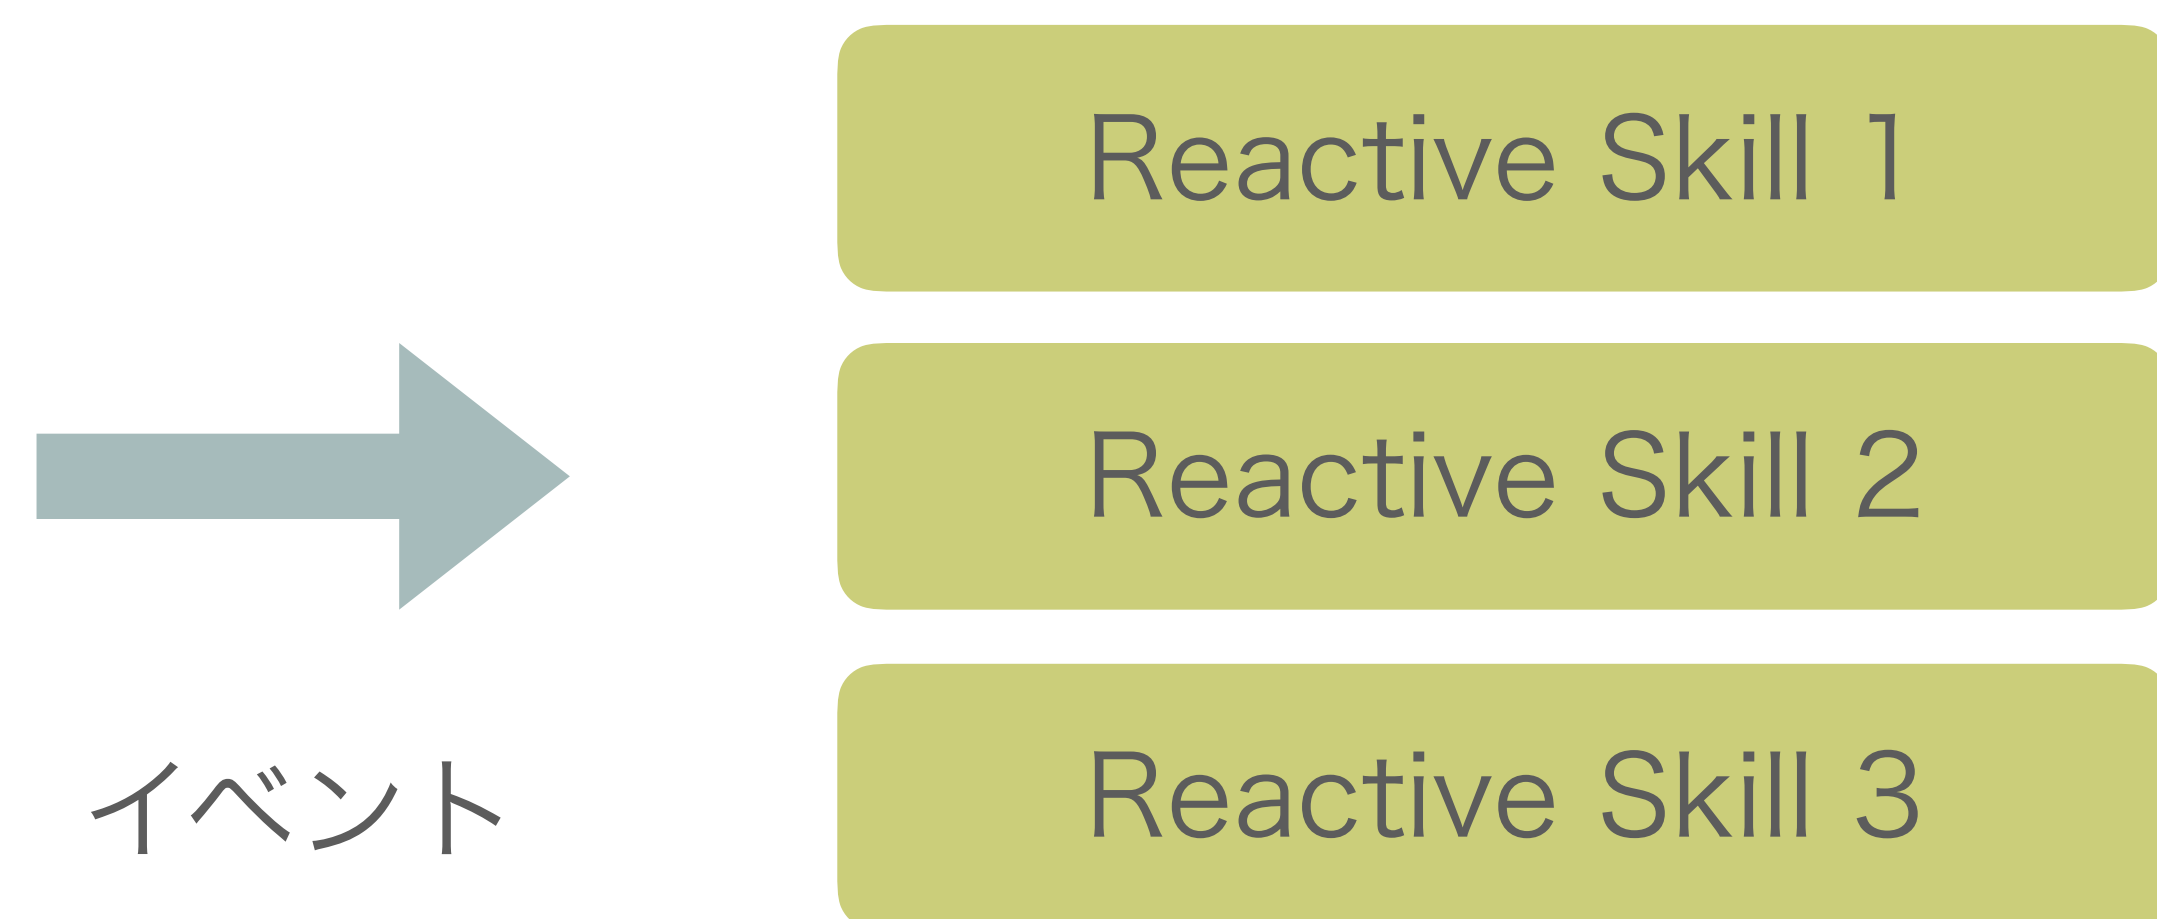 Reactive Skill 1
Reactive Skill 2
イベント
Reactive Skill 3